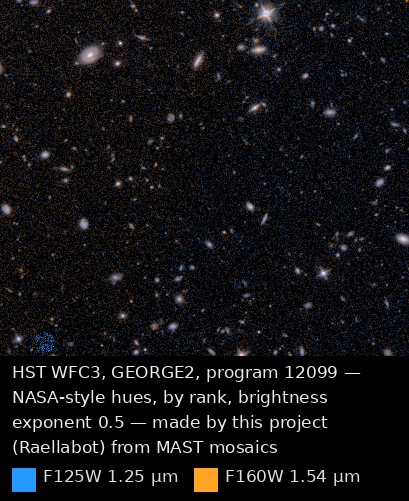 HST WFC3, GEORGE2, program 12099 —
NASA-style hues, by rank, brightness
exponent 0.5 — made by this project
(Raellabot) from MAST mosaics
F125W 1.25 μm F160W 1.54 μm